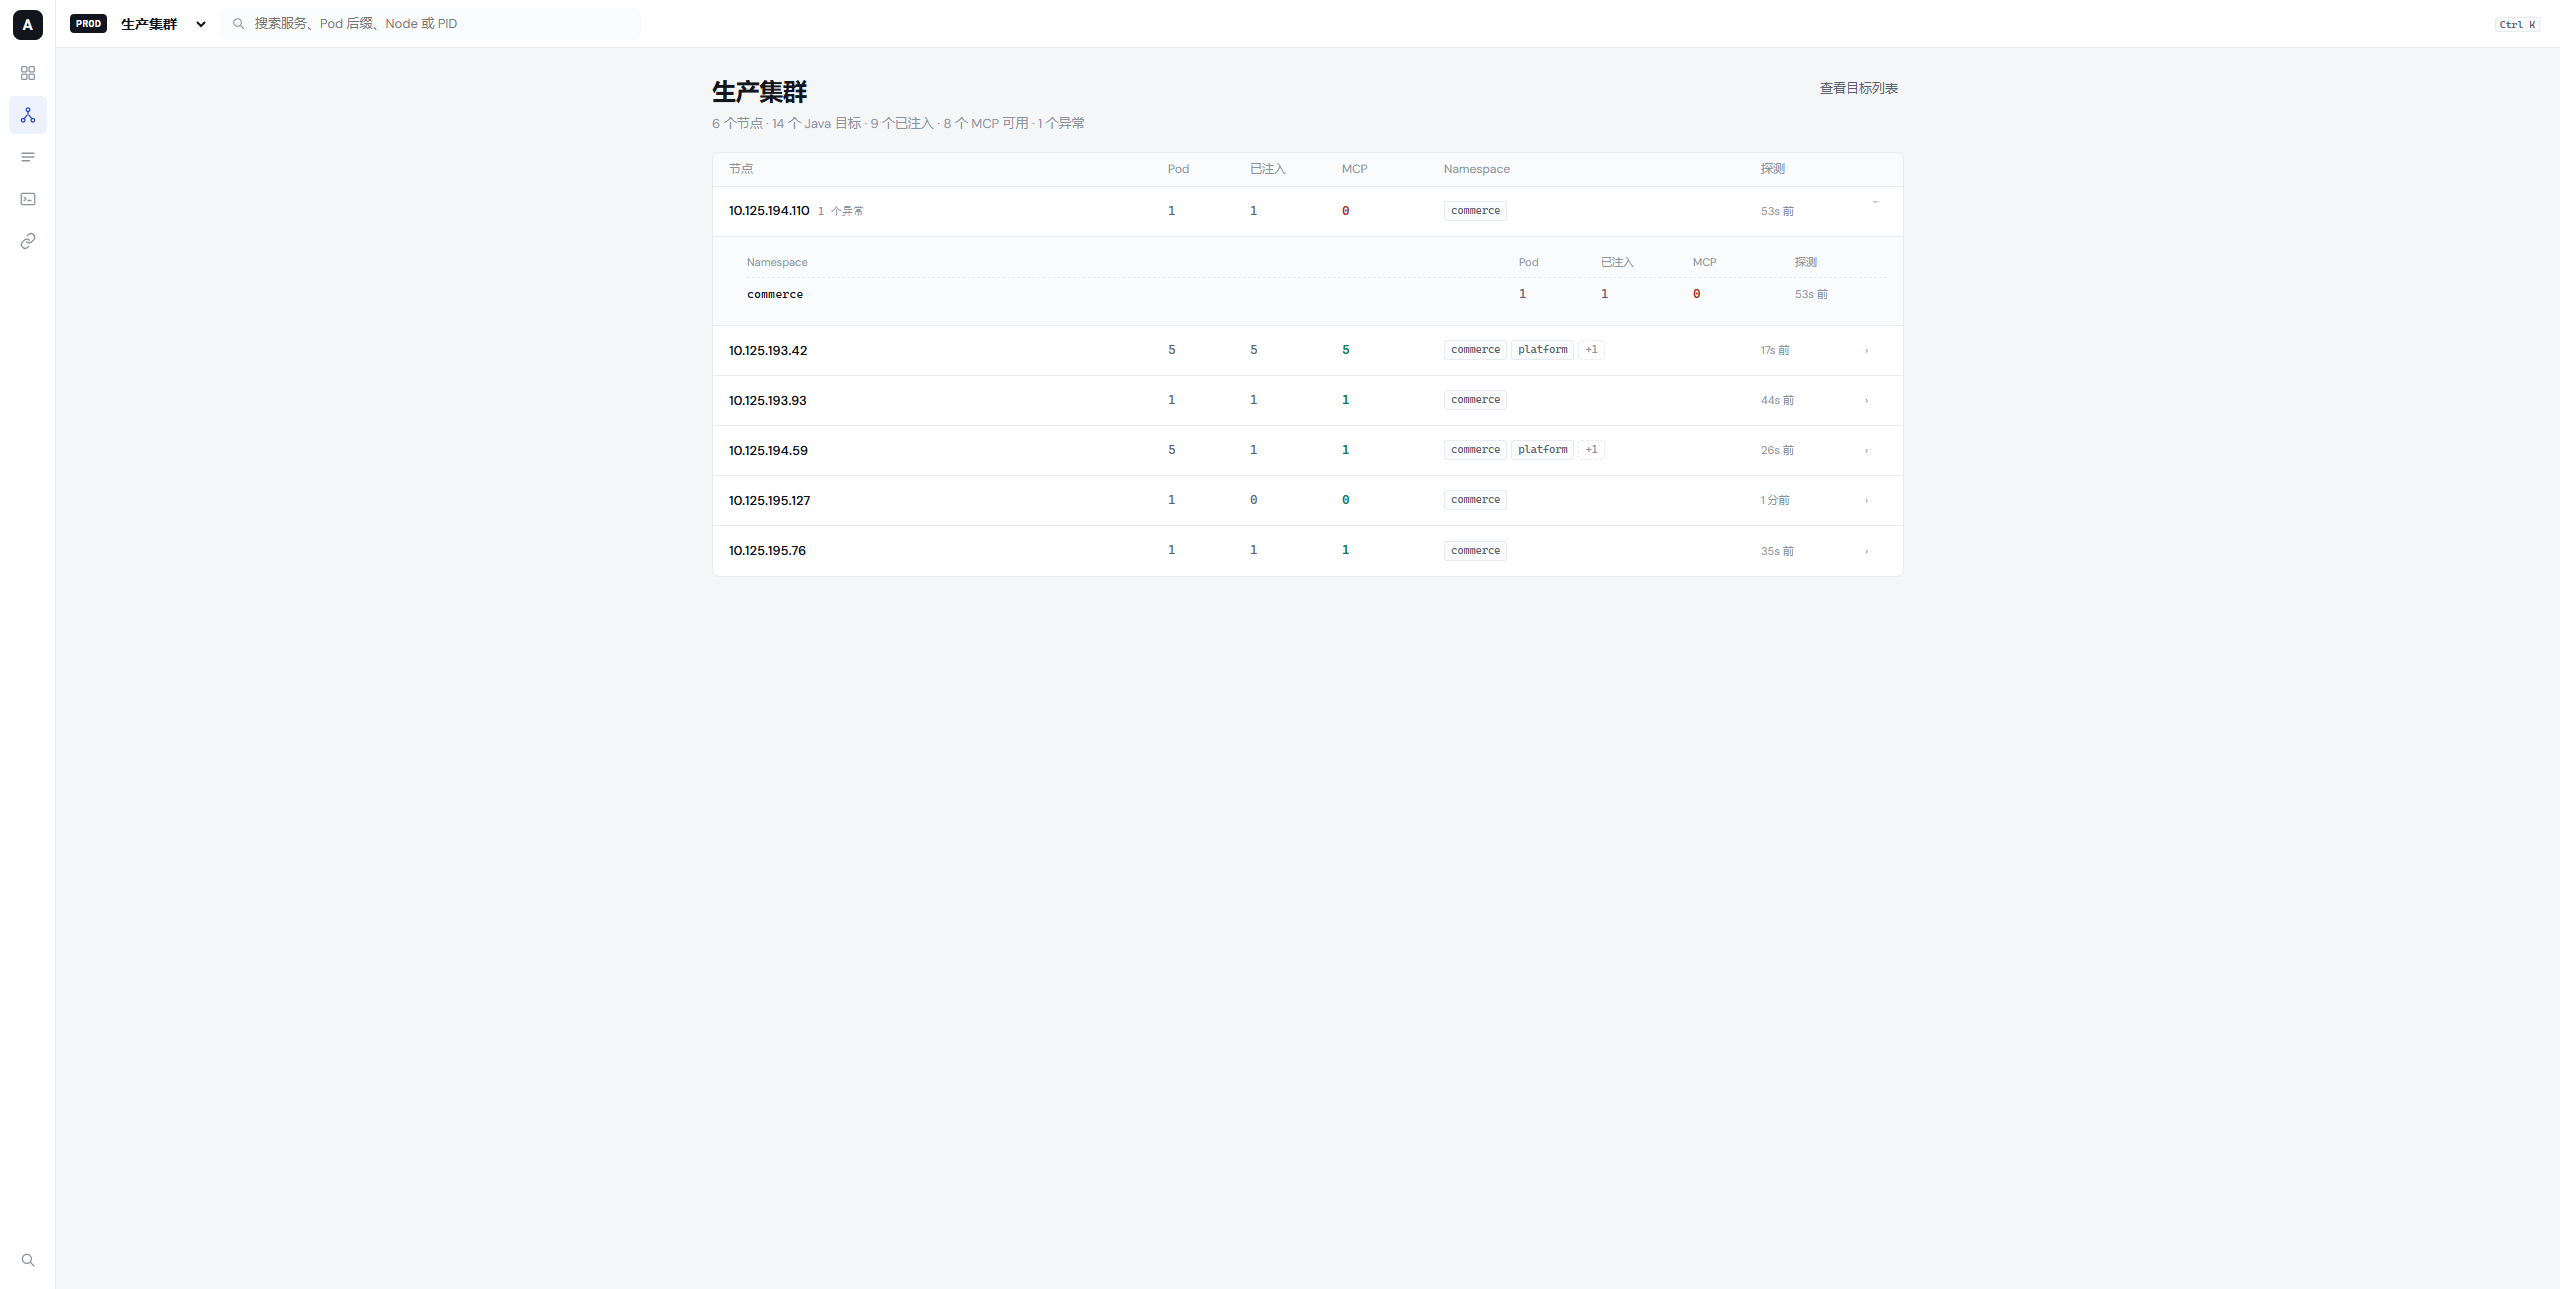 A PROD 生产集群 搜索服务、Pod 后缀、Node 或 PID Ctrl K
生产集群 查看目标列表
6 个节点 · 14 个 Java 目标 · 9 个已注入 · 8 个 MCP 可用 · 1 个异常
节点 Pod 已注入 MCP Namespace 探测
10.125.194.110 1 个异常 1 1 0 commerce 53s 前
Namespace Pod 已注入 MCP 探测
commerce 1 1 0 53s 前
10.125.193.42 5 5 5 commerce platform +1 17s 前 ›
10.125.193.93 1 1 1 commerce 44s 前 ›
10.125.194.59 5 1 1 commerce platform +1 26s 前 ›
10.125.195.127 1 0 0 commerce 1 分前 ›
10.125.195.76 1 1 1 commerce 35s 前 ›